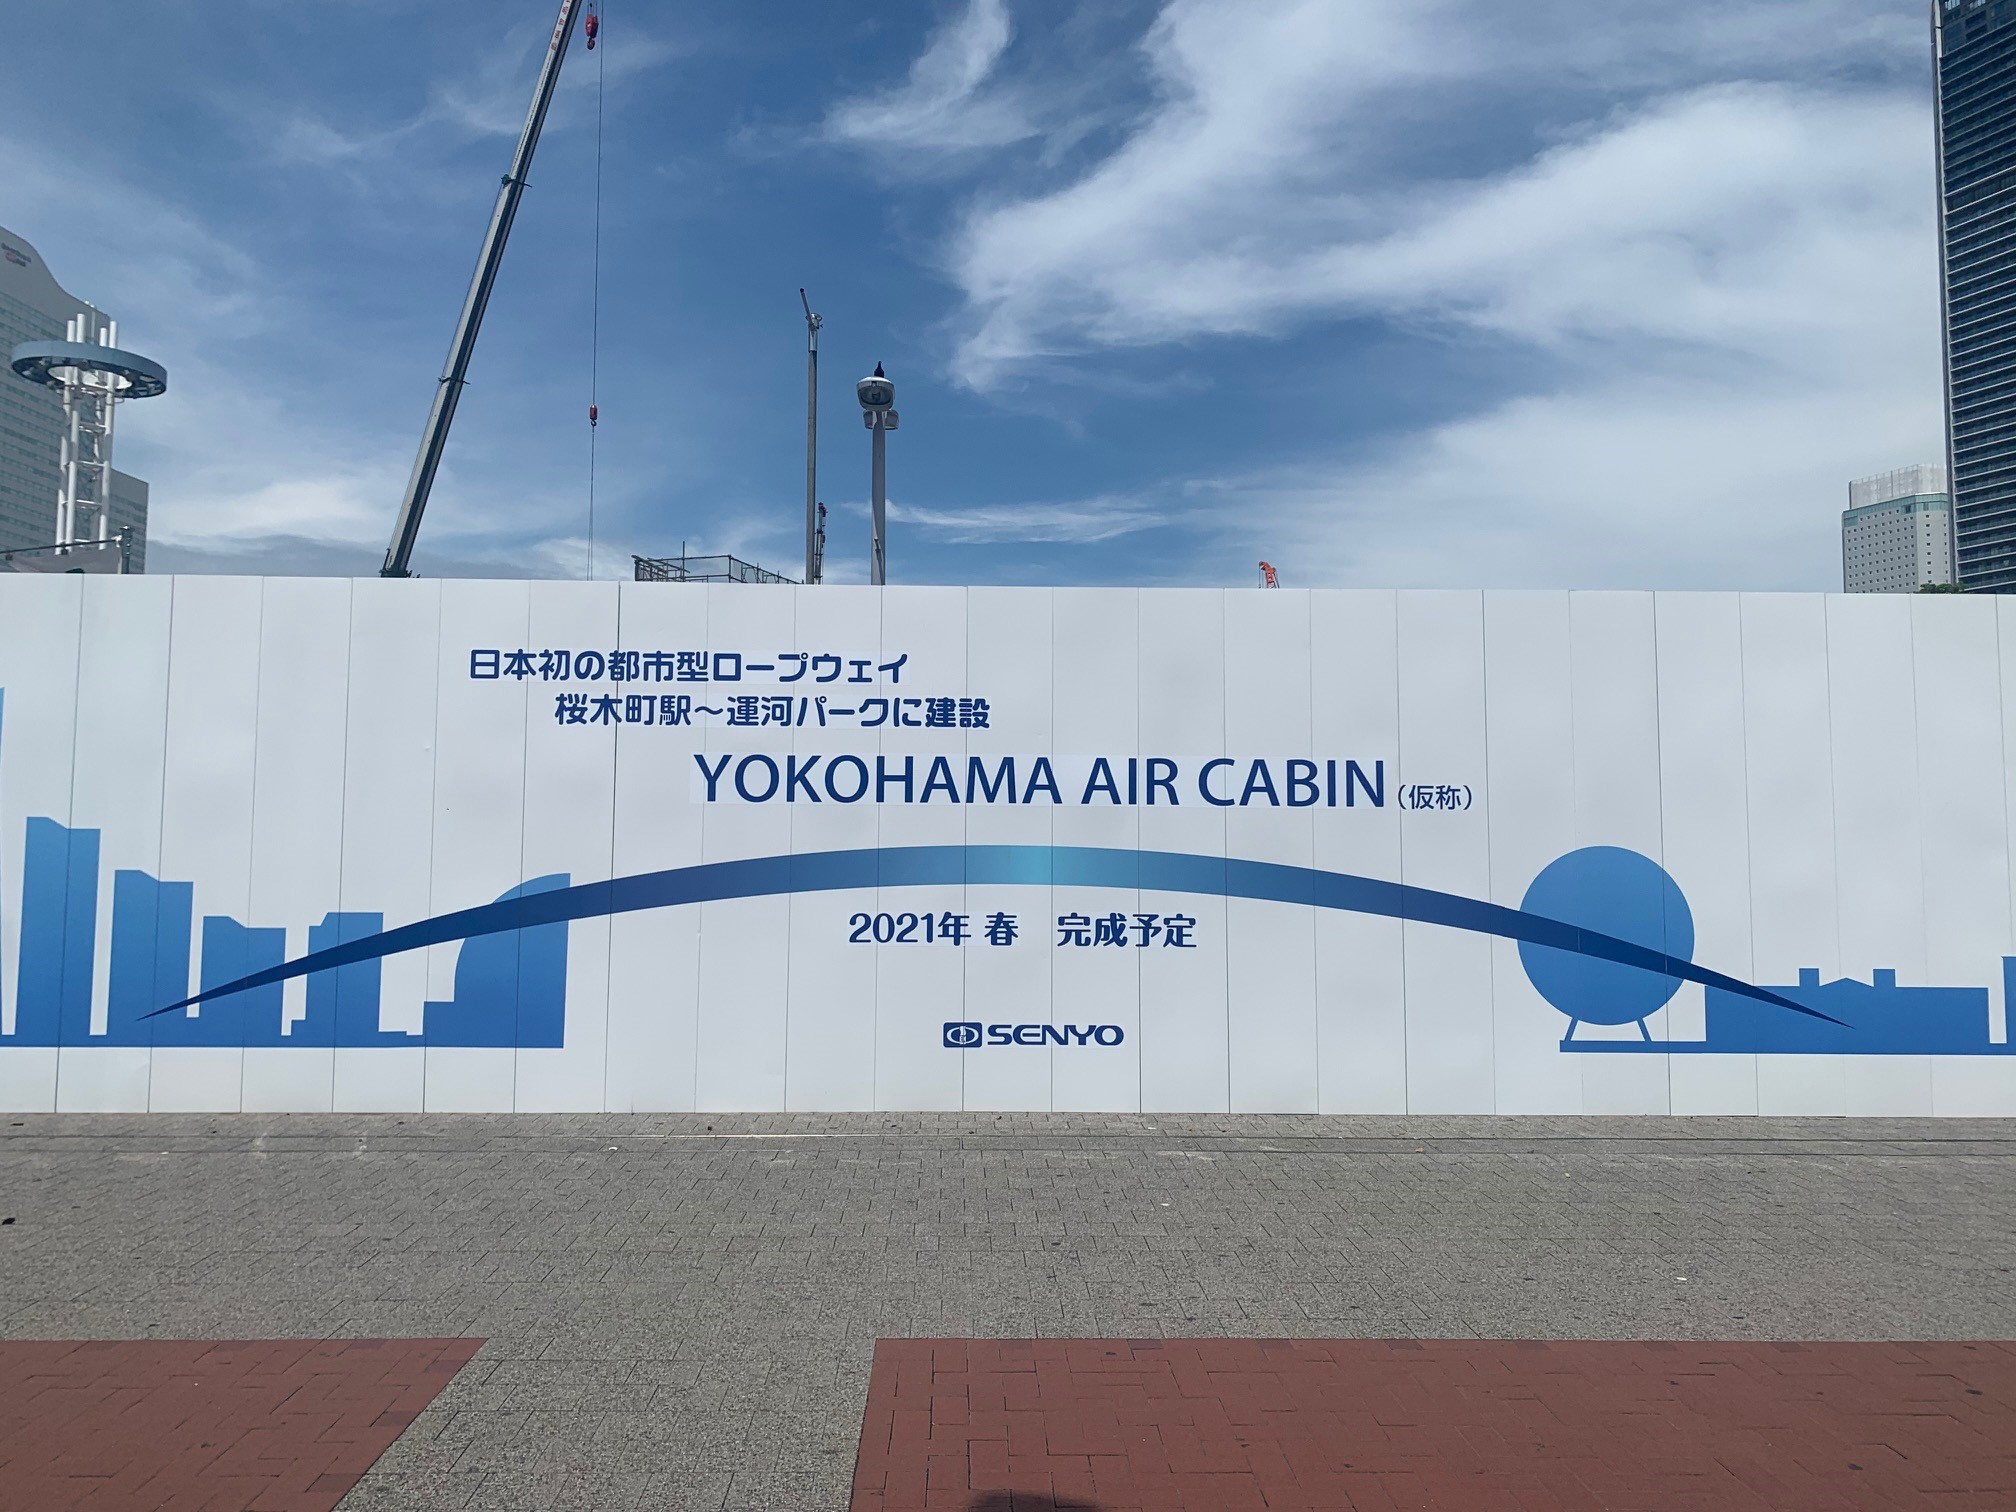 日本初の都市型ロープウェイ
桜木町駅～運河パークに建設
YOKOHAMA AIR CABIN（仮称）
2021年 春　完成予定
SENYO